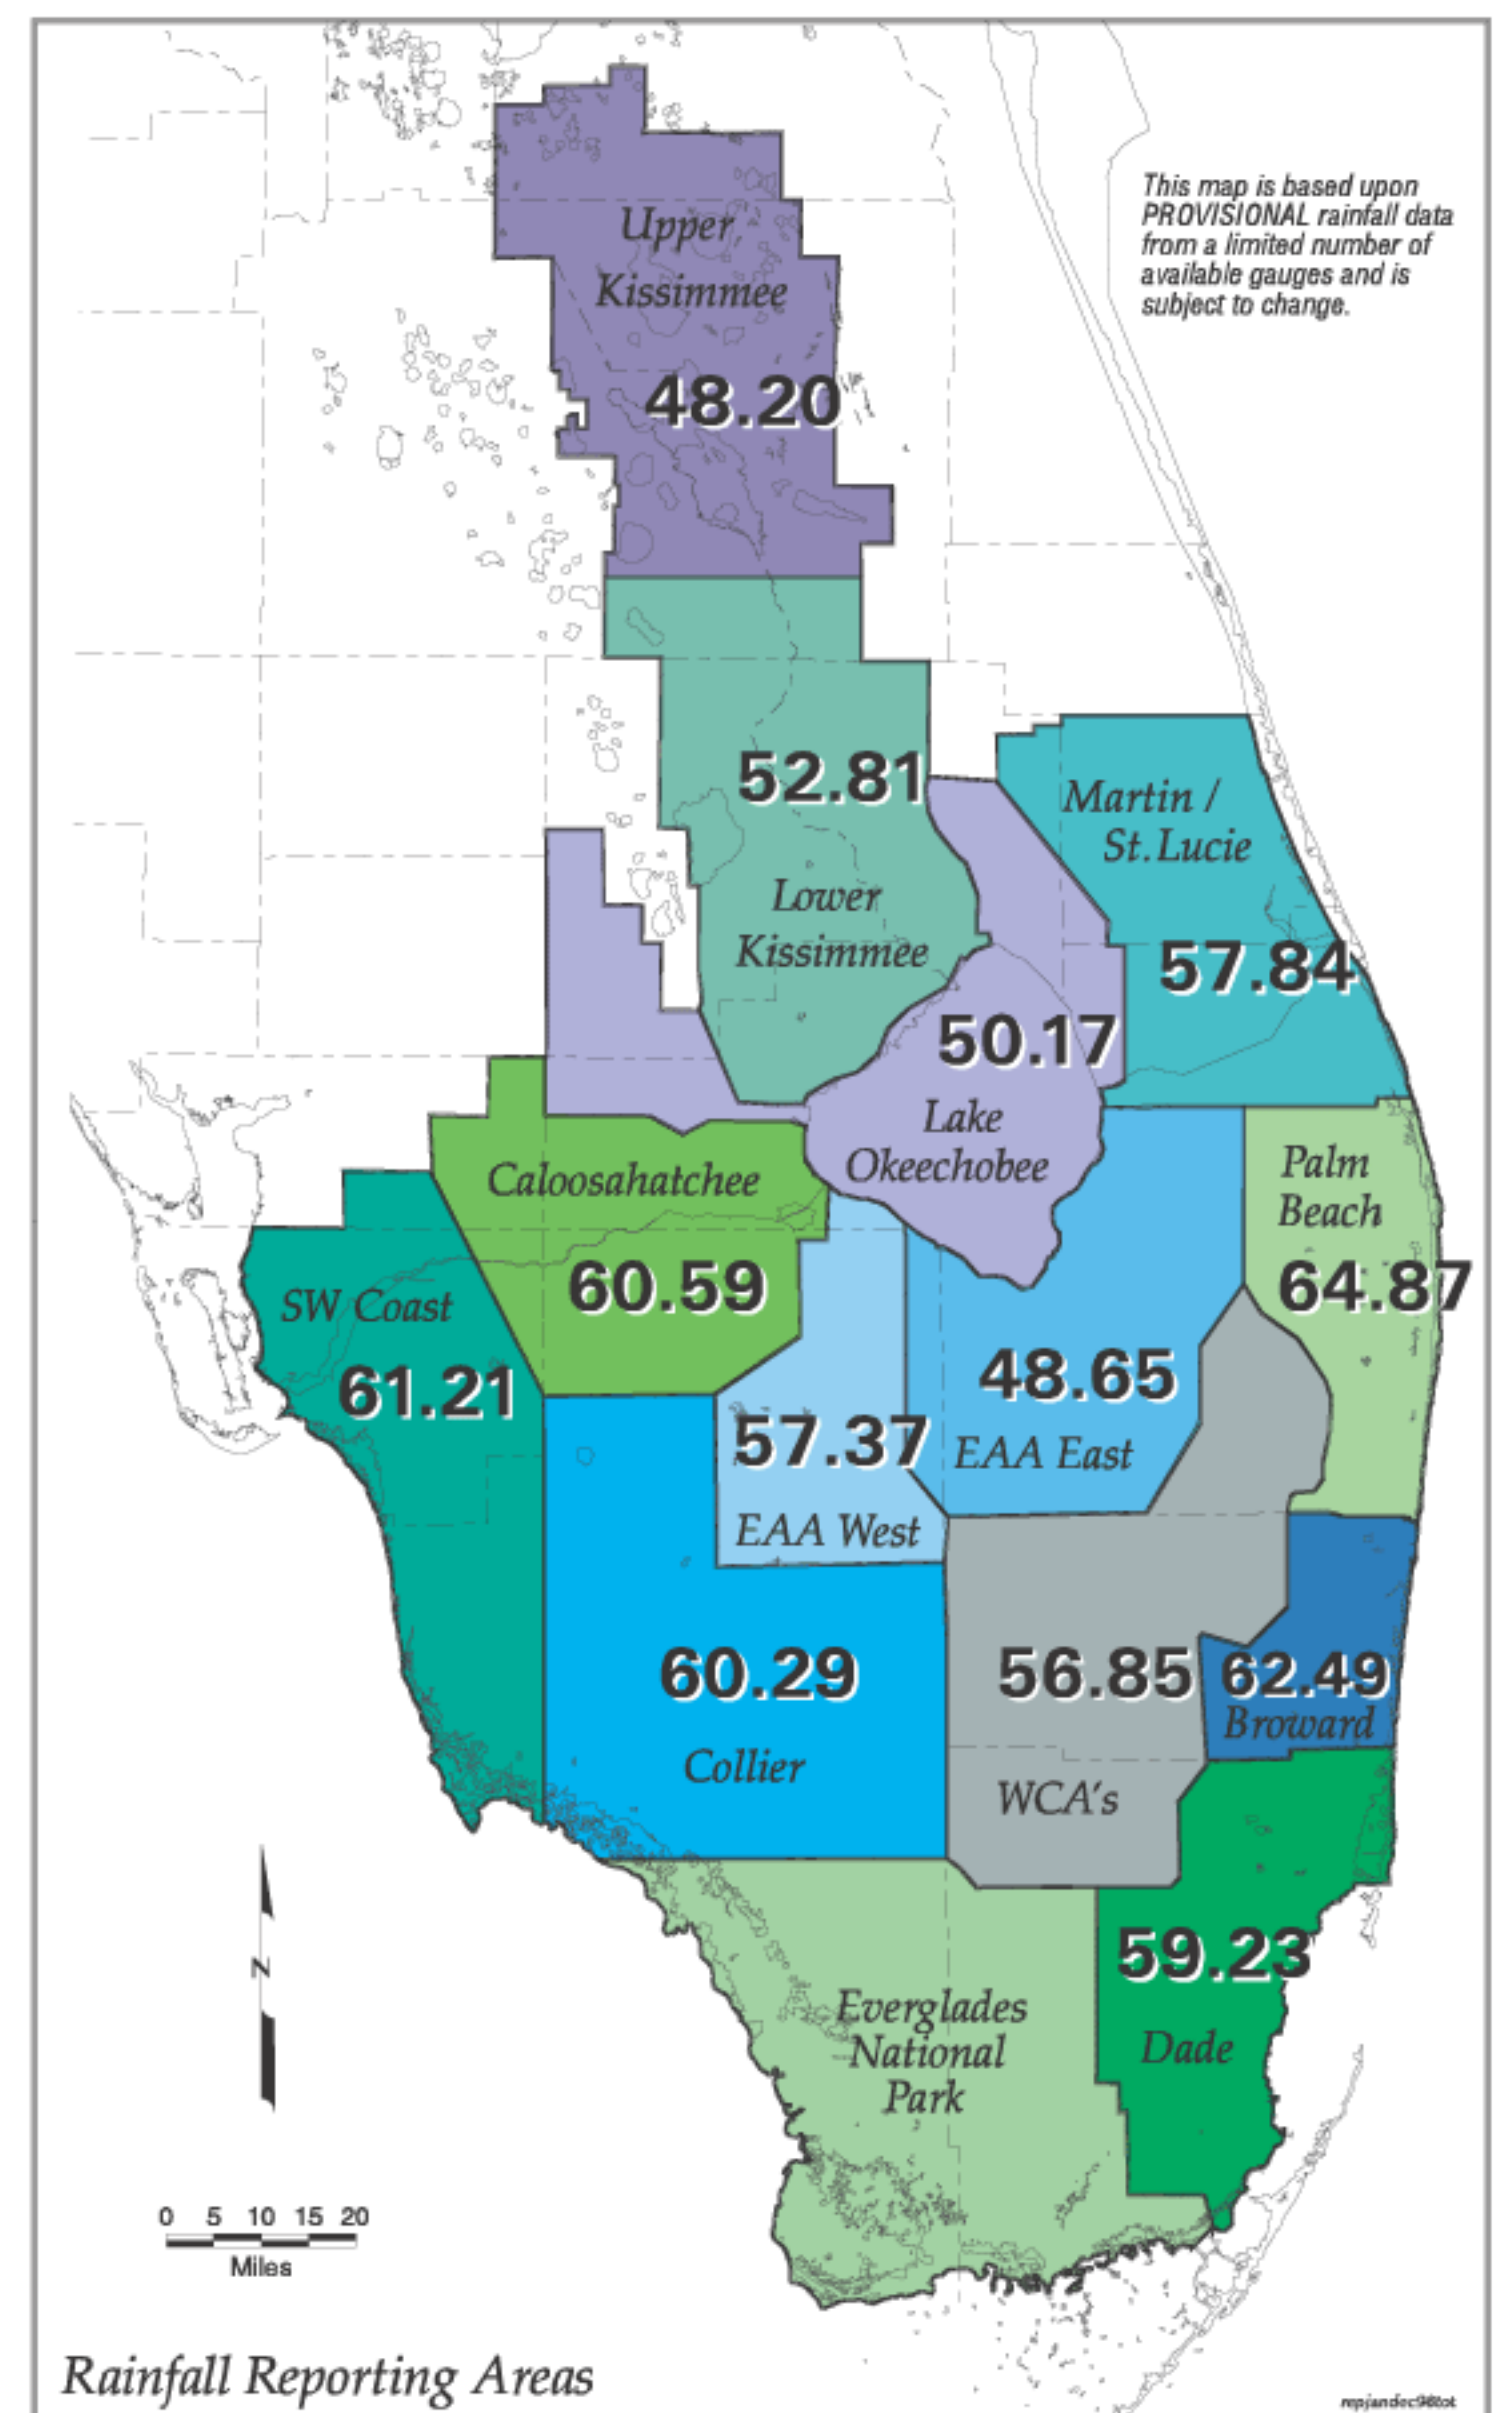 This map is based upon
PROVISIONAL rainfall data
from a limited number of
available gauges and is
subject to change.
Upper
Kissimmee
48.20
52.81
Lower
Kissimmee
Martin /
St. Lucie
57.84
50.17
Lake
Okeechobee
Caloosahatchee
60.59
Palm
Beach
64.87
SW Coast
61.21
48.65
EAA East
57.37
EAA West
60.29
Collier
56.85
WCA's
62.49
Broward
59.23
Dade
Everglades
National
Park
N
0 5 10 15 20
Miles
Rainfall Reporting Areas